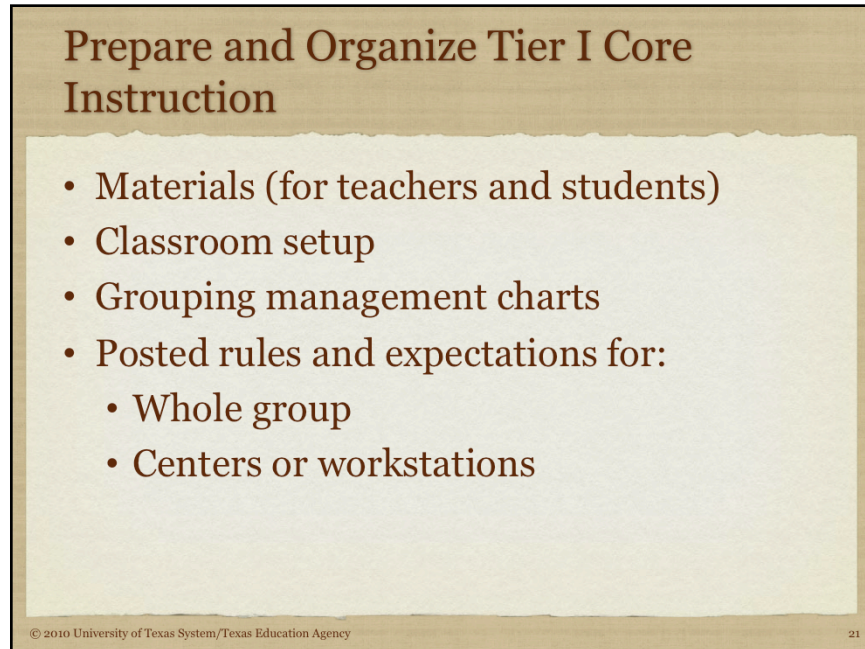 Prepare and Organize Tier I Core
Instruction
• Materials (for teachers and students)
• Classroom setup
• Grouping management charts
• Posted rules and expectations for:
• Whole group
• Centers or workstations
© 2010 University of Texas System/Texas Education Agency
21